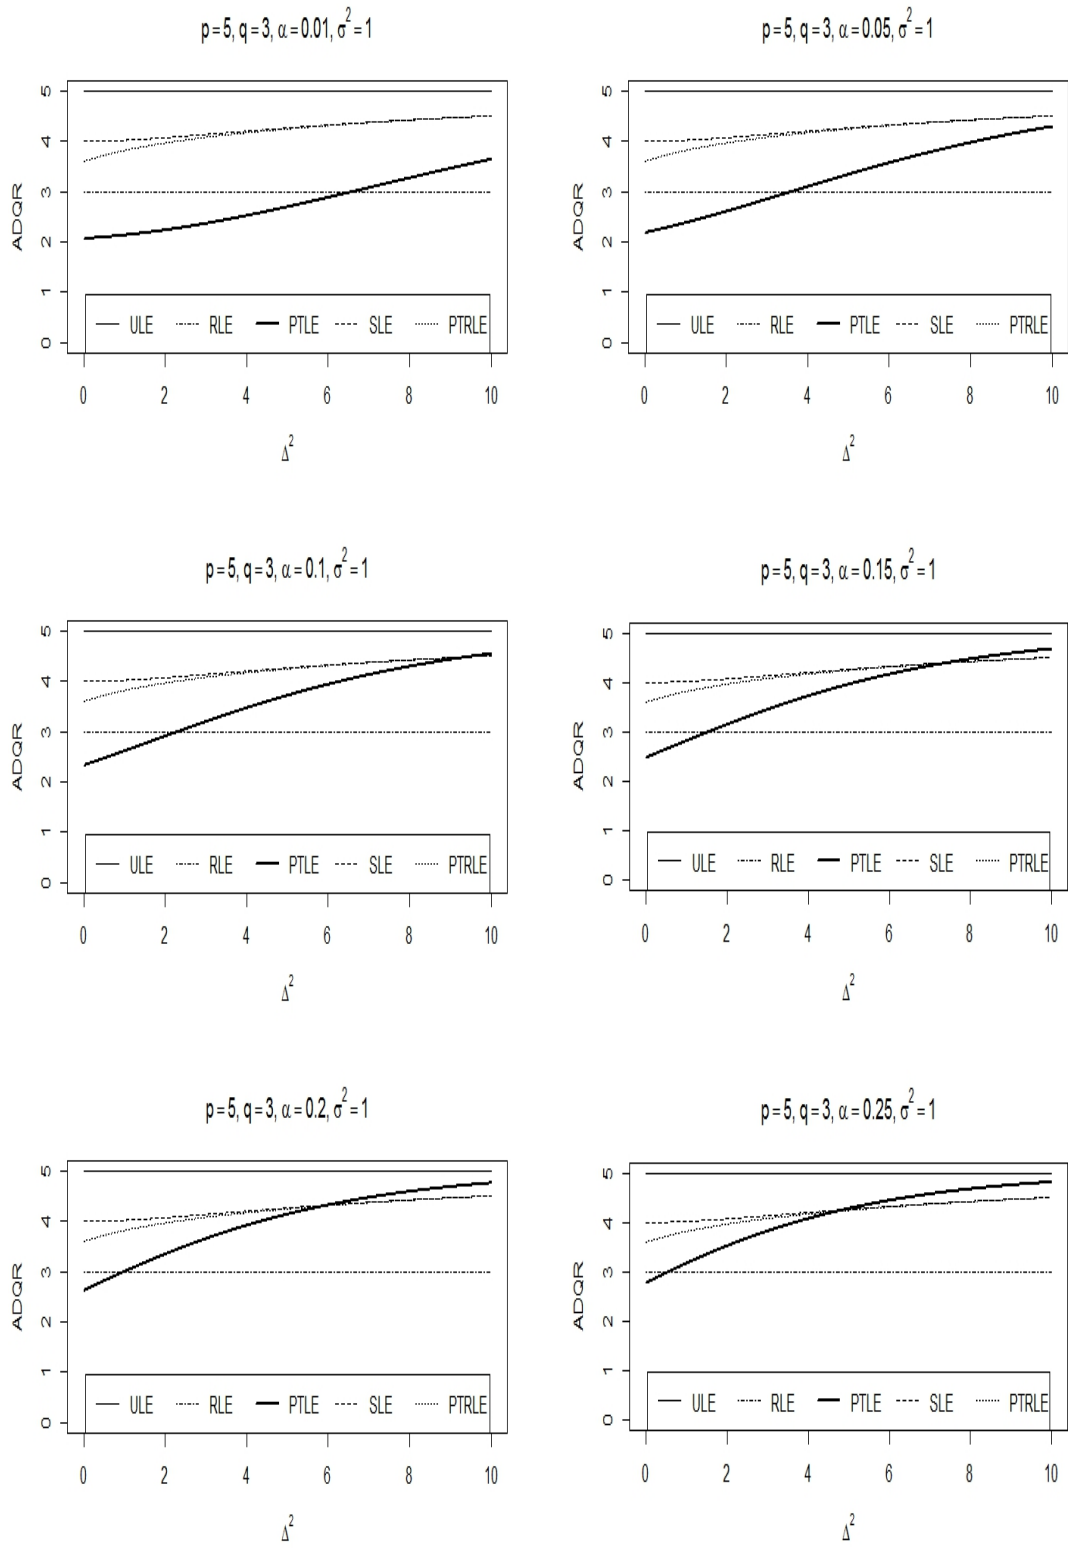 p = 5, q = 3, α = 0.01, σ² = 1
ADQR
5
4
3
2
1
0
ULE RLE PTLE SLE PTRLE
0 2 4 6 8 10
Δ²
p = 5, q = 3, α = 0.05, σ² = 1
ADQR
5
4
3
2
1
0
ULE RLE PTLE SLE PTRLE
0 2 4 6 8 10
Δ²
p = 5, q = 3, α = 0.1, σ² = 1
ADQR
5
4
3
2
1
0
ULE RLE PTLE SLE PTRLE
0 2 4 6 8 10
Δ²
p = 5, q = 3, α = 0.15, σ² = 1
ADQR
5
4
3
2
1
0
ULE RLE PTLE SLE PTRLE
0 2 4 6 8 10
Δ²
p = 5, q = 3, α = 0.2, σ² = 1
ADQR
5
4
3
2
1
0
ULE RLE PTLE SLE PTRLE
0 2 4 6 8 10
Δ²
p = 5, q = 3, α = 0.25, σ² = 1
ADQR
5
4
3
2
1
0
ULE RLE PTLE SLE PTRLE
0 2 4 6 8 10
Δ²